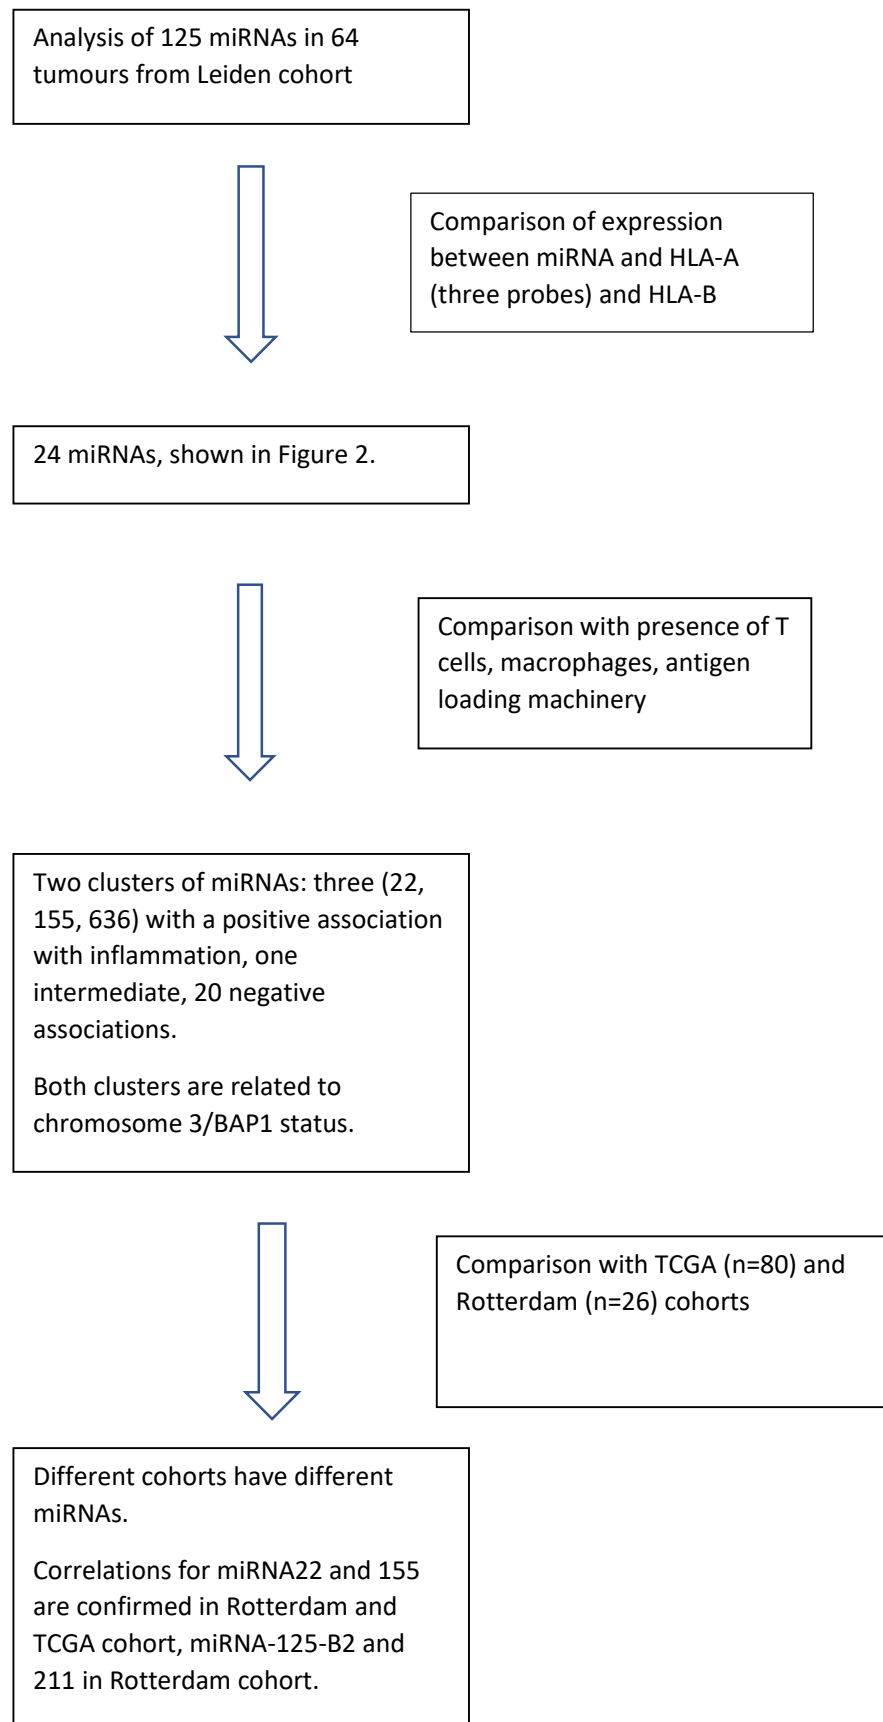 Analysis of 125 miRNAs in 64
tumours from Leiden cohort
Comparison of expression
between miRNA and HLA-A
(three probes) and HLA-B
24 miRNAs, shown in Figure 2.
Comparison with presence of T
cells, macrophages, antigen
loading machinery
Two clusters of miRNAs: three (22,
155, 636) with a positive association
with inflammation, one
intermediate, 20 negative
associations.
Both clusters are related to
chromosome 3/BAP1 status.
Comparison with TCGA (n=80) and
Rotterdam (n=26) cohorts
Different cohorts have different
miRNAs.
Correlations for miRNA22 and 155
are confirmed in Rotterdam and
TCGA cohort, miRNA-125-B2 and
211 in Rotterdam cohort.